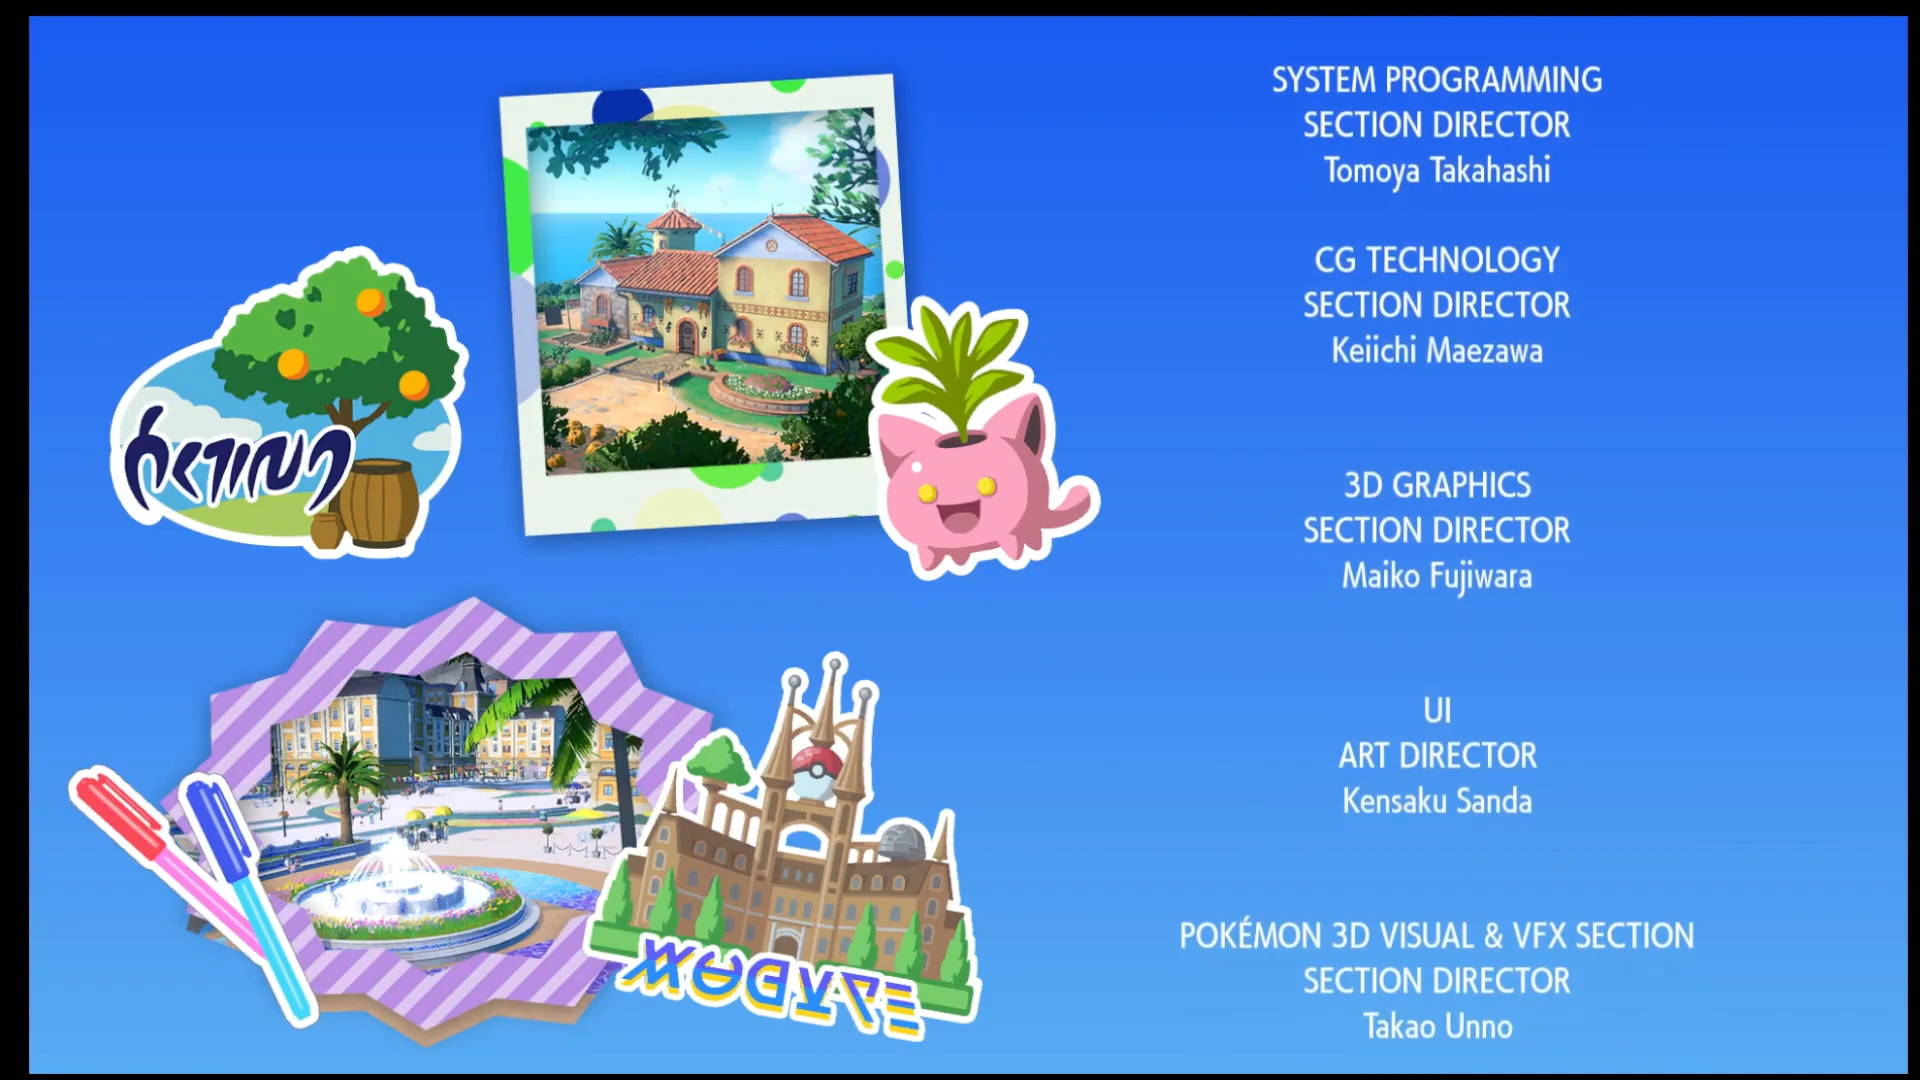 SYSTEM PROGRAMMING
SECTION DIRECTOR
Tomoya Takahashi
CG TECHNOLOGY
SECTION DIRECTOR
Keiichi Maezawa
3D GRAPHICS
SECTION DIRECTOR
Maiko Fujiwara
UI
ART DIRECTOR
Kensaku Sanda
POKÉMON 3D VISUAL & VFX SECTION
SECTION DIRECTOR
Takao Unno